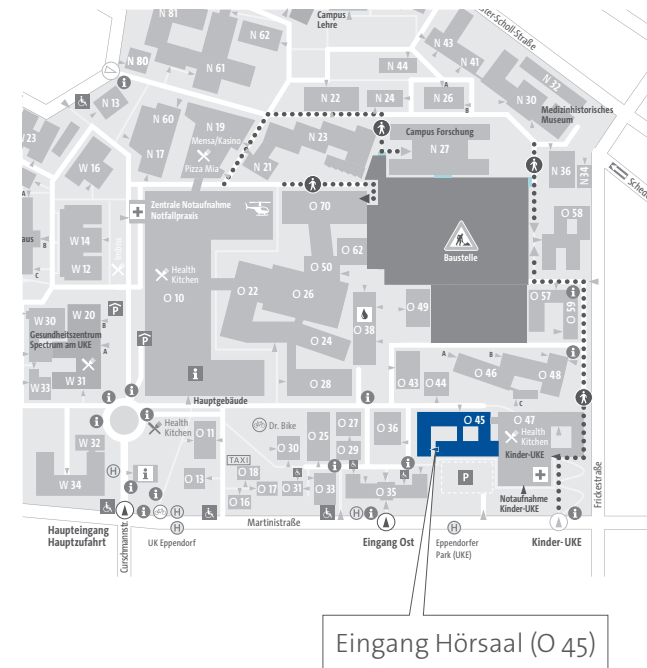 N 81
N 62
Campus
Lehre
N 43
N 41
N 32
N 80
N 61
N 44
N 30
N 13
N 60
N 22
N 24
N 26
A
B
Medizinhistorisches
Museum
N 19
Mensa/Kasino
N 23
Campus Forschung
N 27
N 17
Pizza Mia
N 21
W 16
N 36
N 34
Zentrale Notaufnahme
Notfallpraxis
O 70
O 58
A
B
C
W 14
W 12
O 62
Baustelle
Health
Kitchen
O 10
O 50
O 22
O 26
O 57
O 59
W 30
W 20
B
A
Gesundheitszentrum
Spectrum am UKE
O 49
O 38
O 24
W 33
W 31
O 28
O 43
O 44
A
B
O 46
O 48
C
Hauptgebäude
Health
Kitchen
O 11
Dr. Bike
O 25
O 27
O 36
O 45
O 47
Health
Kitchen
Kinder-UKE
W 32
O 30
O 29
TAXI
O 18
O 13
O 17
O 31
O 33
O 35
P
W 34
O 16
Notaufnahme
Kinder-UKE
Frickestraße
Martinistraße
H
Haupteingang
Hauptzufahrt
Curschmannstr.
UK Eppendorf
Eingang Ost
Eppendorfer
Park (UKE)
Kinder-UKE
Eingang Hörsaal (O 45)